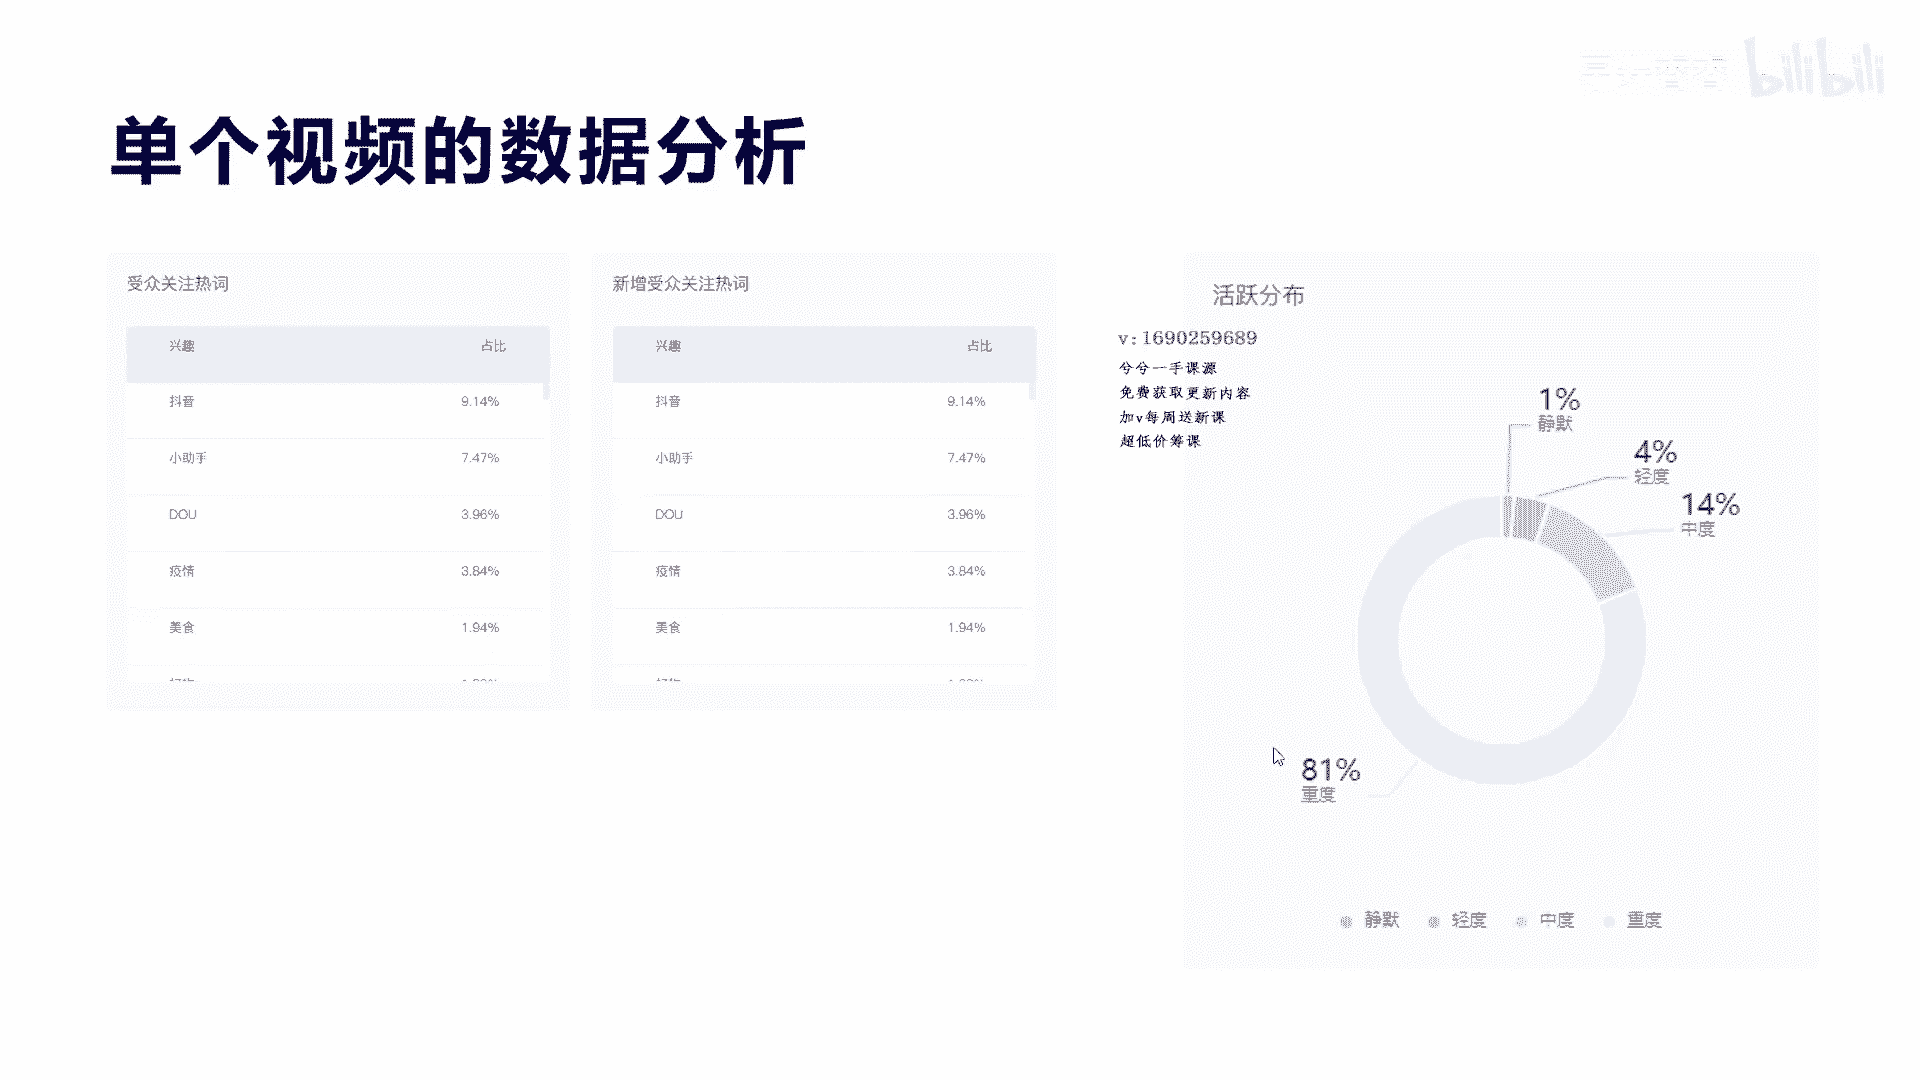 bilibili
单个视频的数据分析
受众关注热词
兴趣 占比
抖音 9.14%
小助手 7.47%
DOU 3.96%
疫情 3.84%
美食 1.94%
新增受众关注热词
兴趣 占比
抖音 9.14%
小助手 7.47%
DOU 3.96%
疫情 3.84%
美食 1.94%
v:1690259689
兮兮一手课源
免费获取更新内容
加v每周送新课
超低价筹课
活跃分布
1%
静默
4%
轻度
14%
中度
81%
重度
静默 轻度 中度 重度